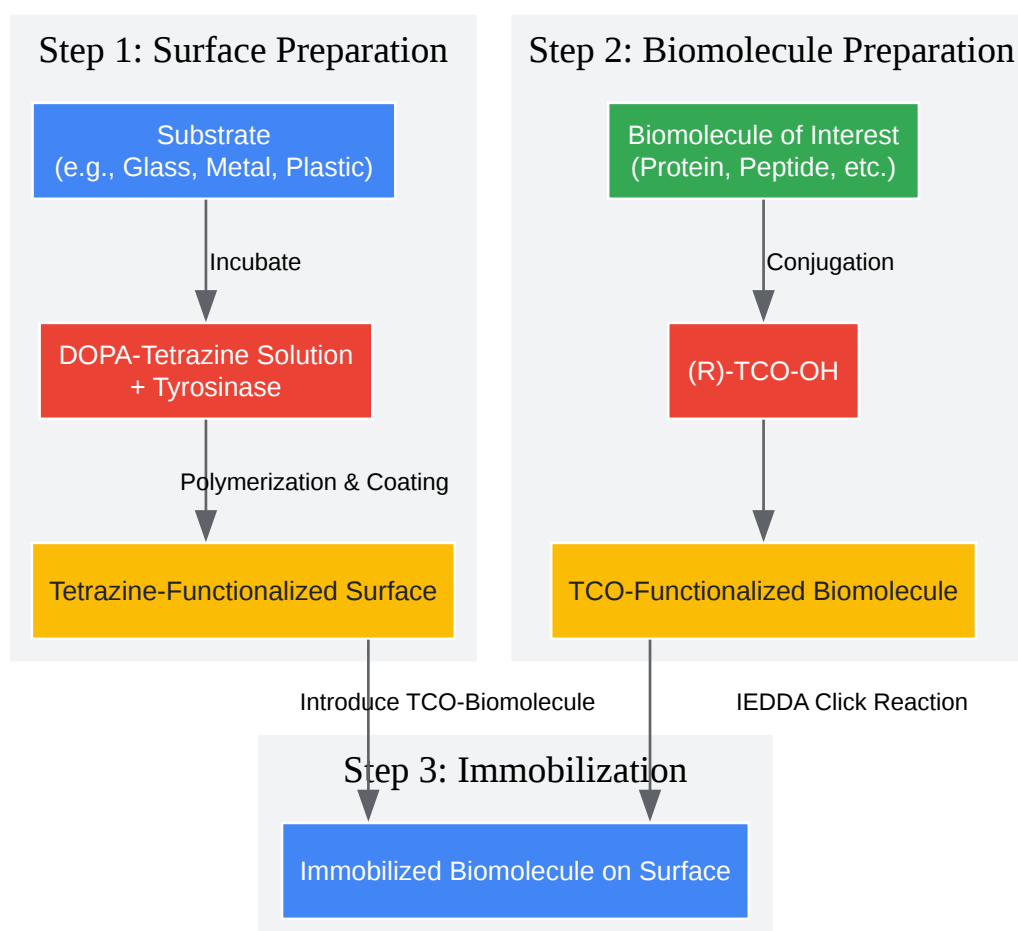 Step 1: Surface Preparation
Substrate
(e.g., Glass, Metal, Plastic)
Incubate
DOPA-Tetrazine Solution
+ Tyrosinase
Polymerization & Coating
Tetrazine-Functionalized Surface
Step 2: Biomolecule Preparation
Biomolecule of Interest
(Protein, Peptide, etc.)
Conjugation
(R)-TCO-OH
TCO-Functionalized Biomolecule
Introduce TCO-Biomolecule
IEDDA Click Reaction
Step 3: Immobilization
Immobilized Biomolecule on Surface